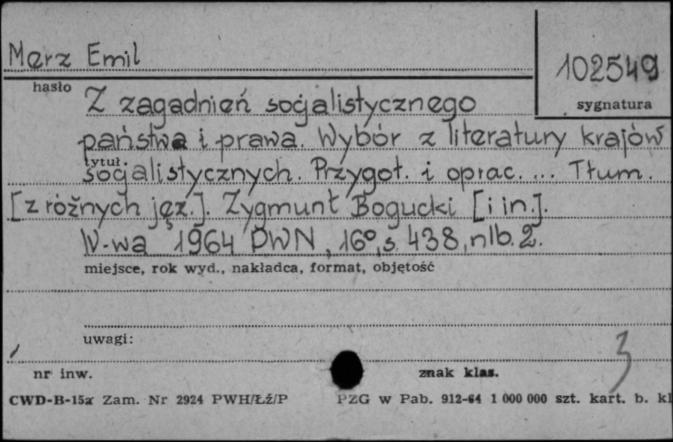 Merz Emil
102549
hasło
sygnatura
Z zagadnień socjalistycznego
państwa i prawa. Wybór z literatury krajów
tytuł
socjalistycznych. Przygot. i oprac. ... Tłum.
[z różnych jęz.]. Zygmunt Bogucki [i in.].
W-wa 1964 PWN, 16°, s. 438, nlb. 2.
miejsce, rok wyd., nakładca, format, objętość
uwagi:
3
nr inw.
znak klas.
CWD-B-15a Zam. Nr 2924 PWH/Łź/P PZG w Pab. 912-64 1 000 000 szt. kart. b. kl